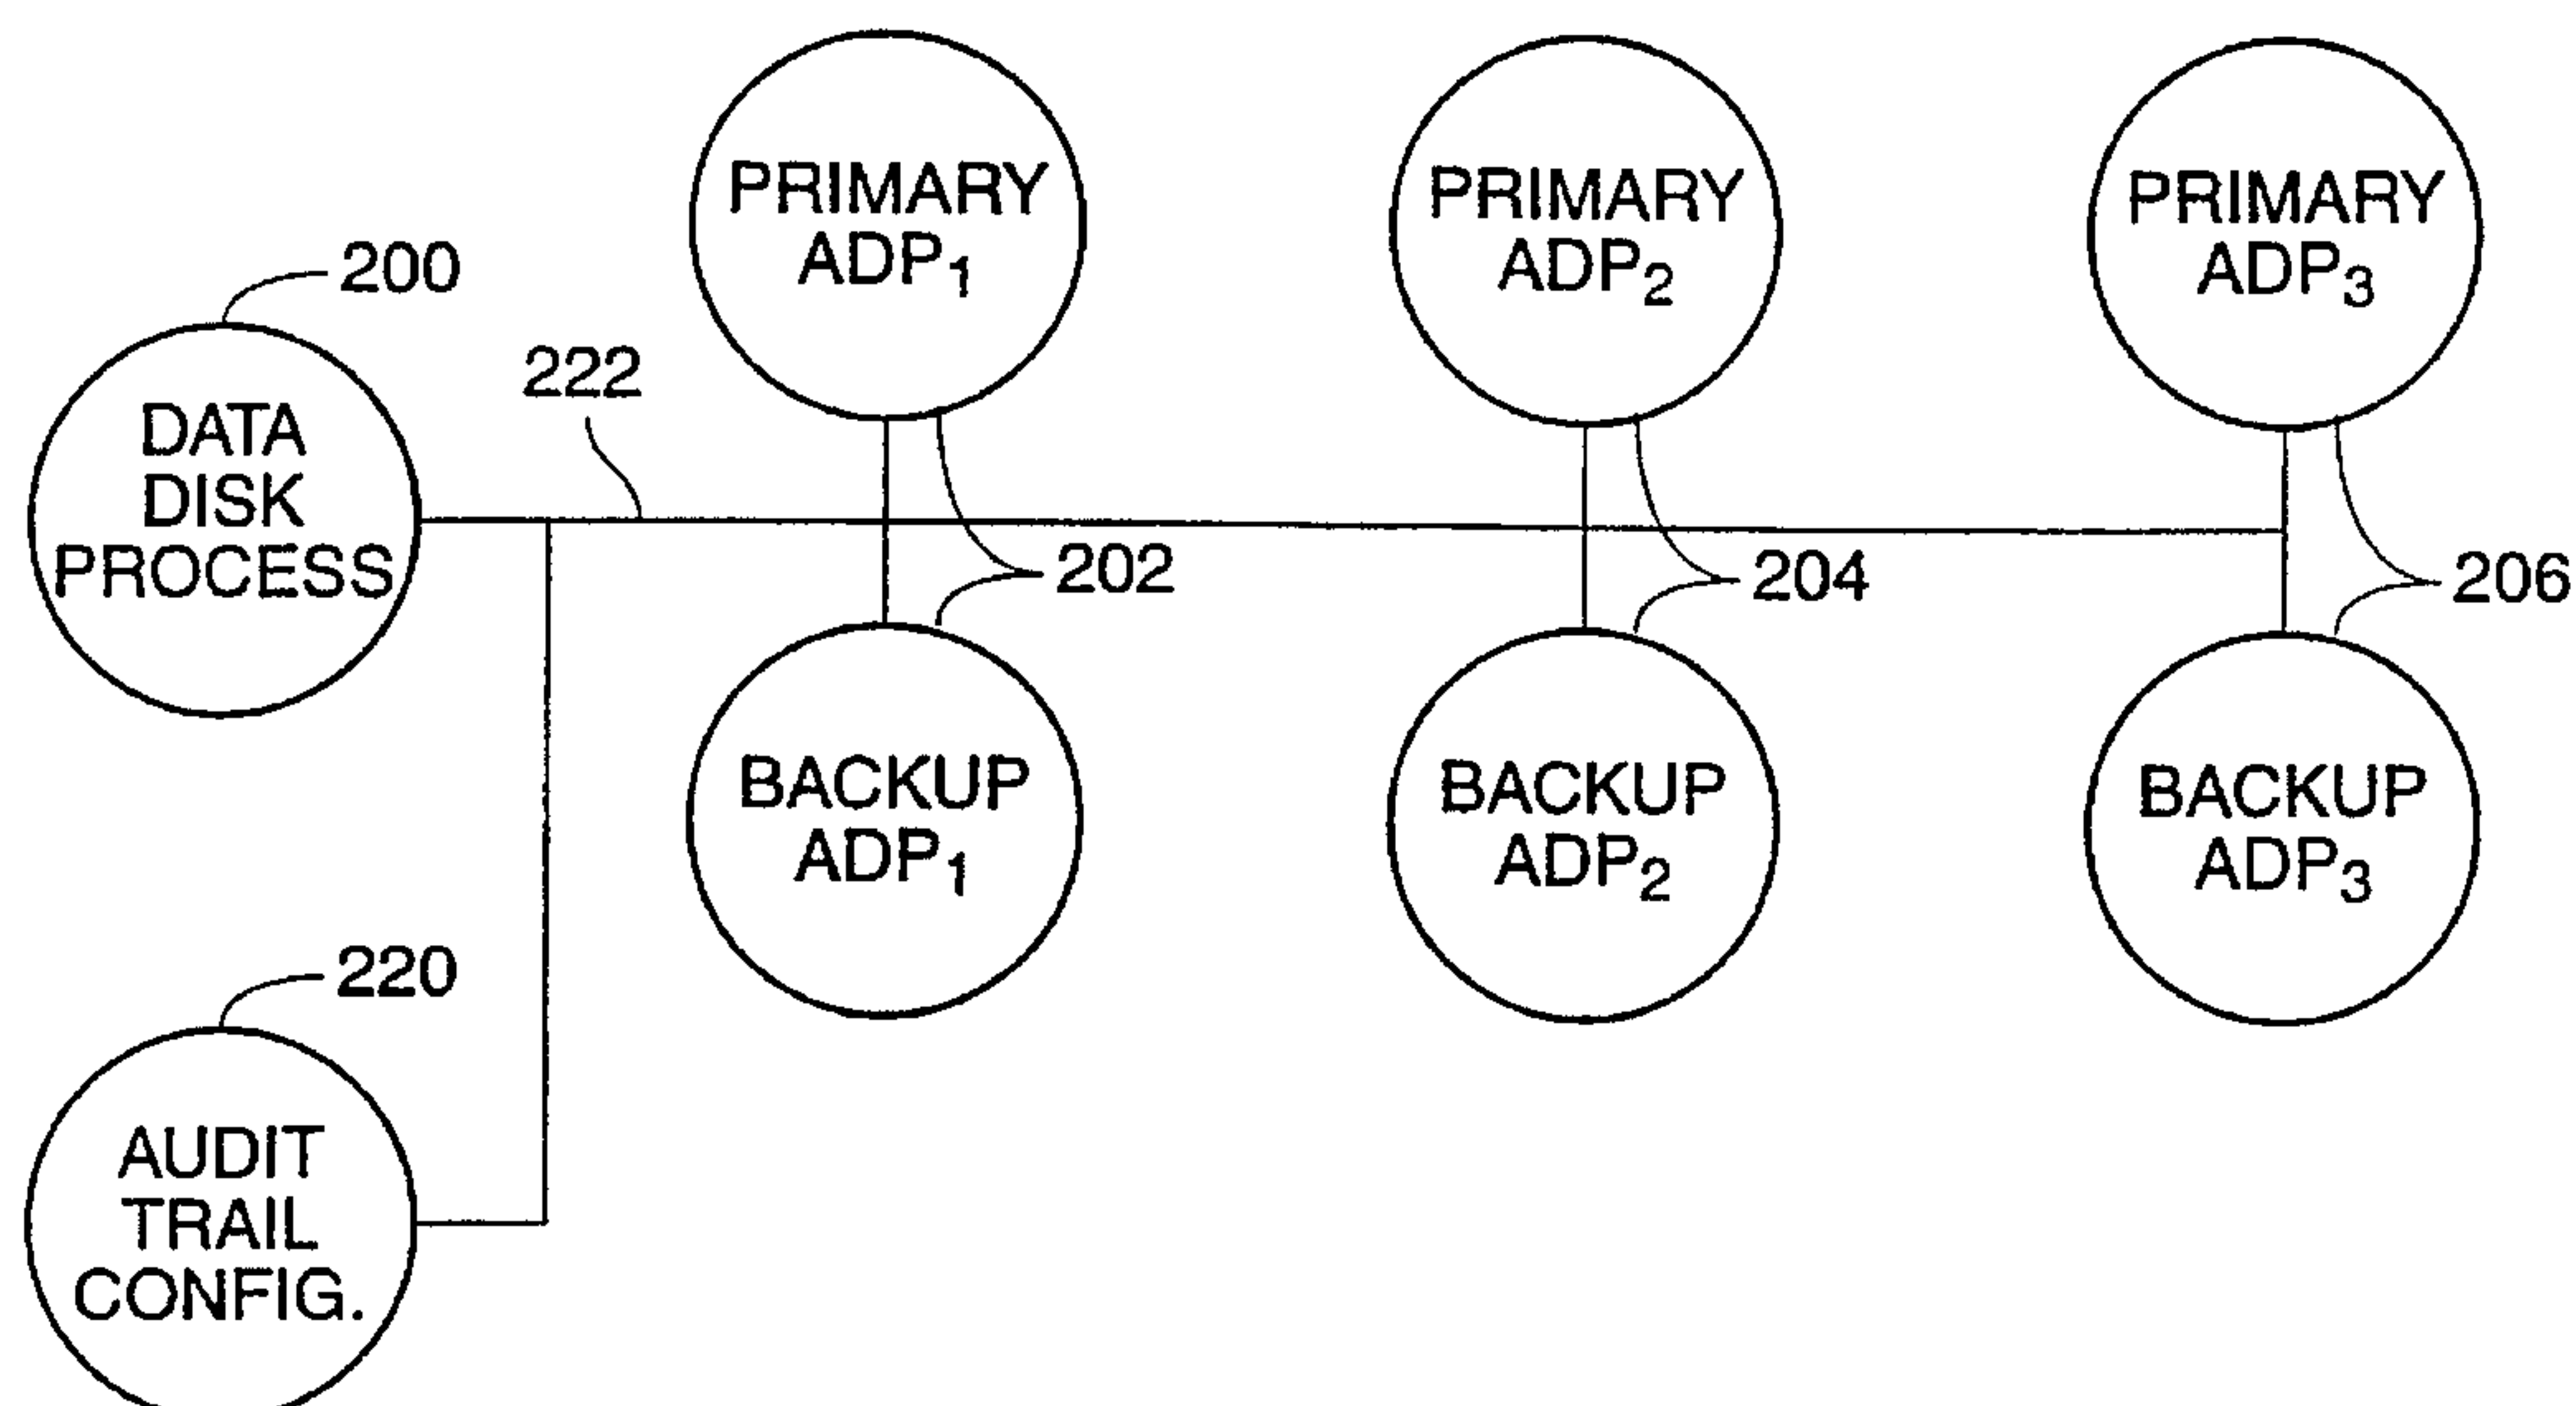 PRIMARY
ADP₁
PRIMARY
ADP₂
PRIMARY
ADP₃
200
222
DATA
DISK
PROCESS
202
204
206
BACKUP
ADP₁
BACKUP
ADP₂
BACKUP
ADP₃
220
AUDIT
TRAIL
CONFIG.